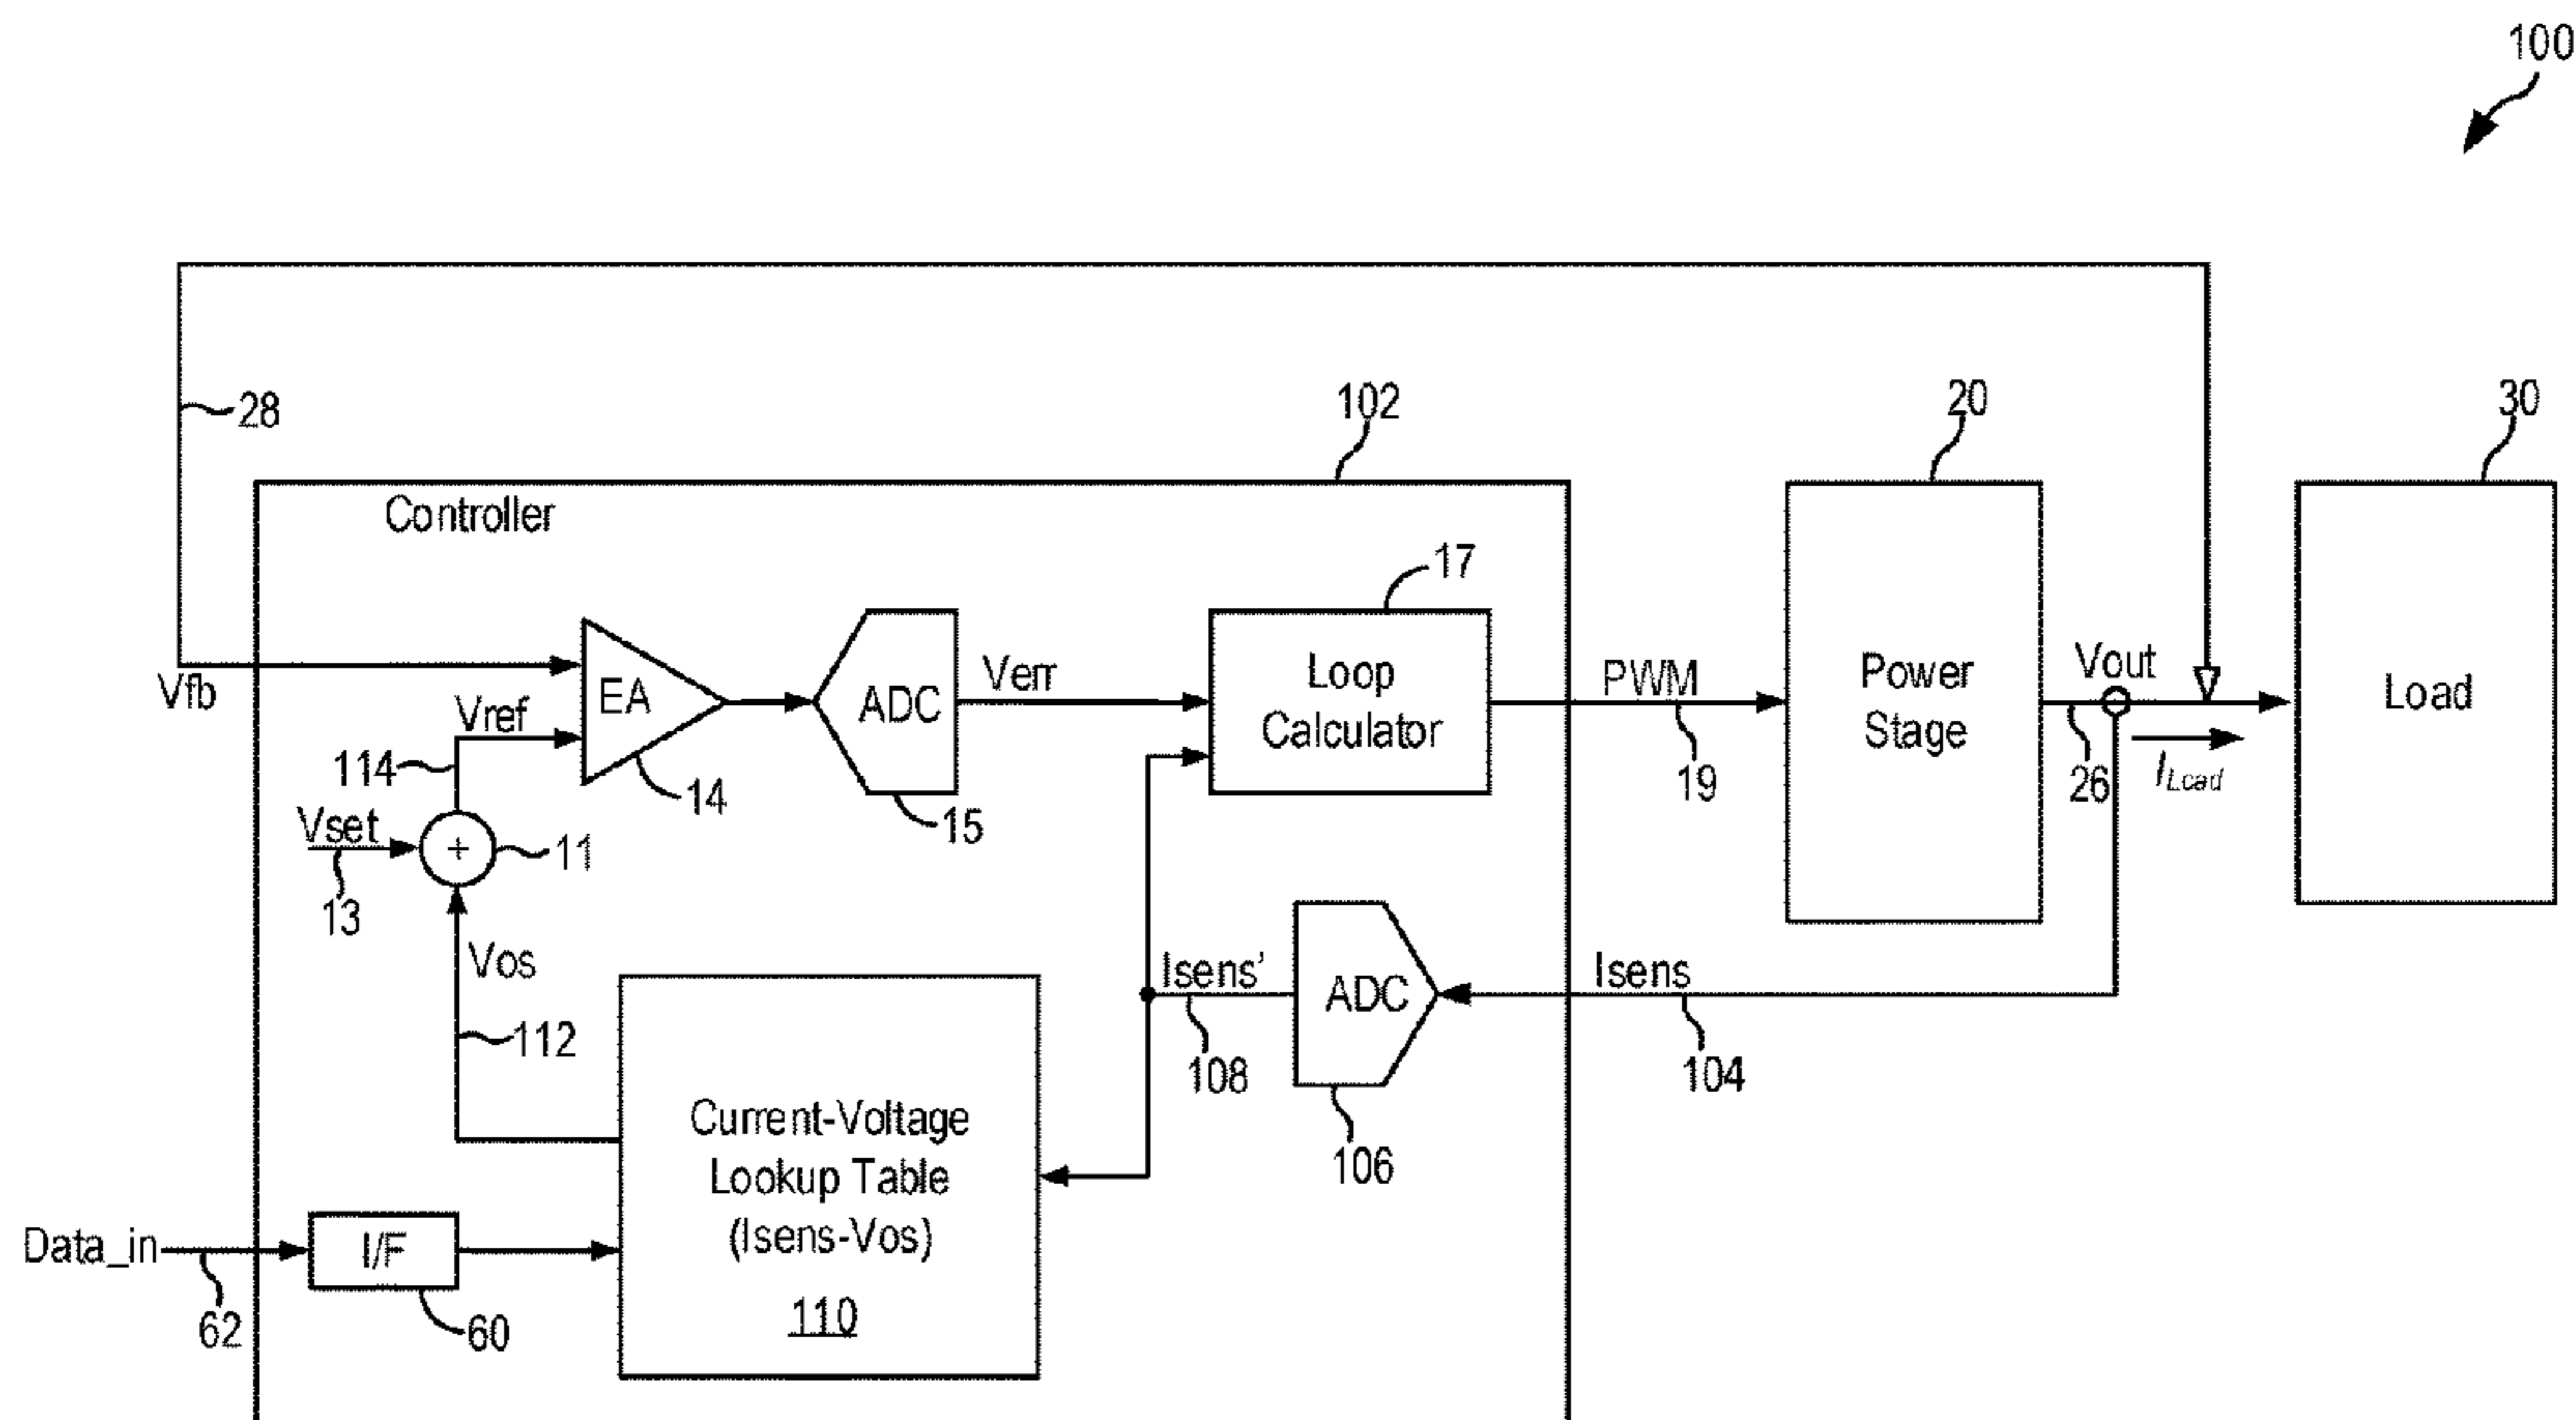 100
28
102
20
30
Controller
17
Vfb
EA
ADC
Verr
Loop
Calculator
PWM
Power
Stage
Vout
Load
Vref
114
14
15
19
26
I_Load
Vset
+
11
13
Vos
112
Isens'
ADC
Isens
108
106
104
Current-Voltage
Lookup Table
(Isens-Vos)
110
Data_in
I/F
62
60